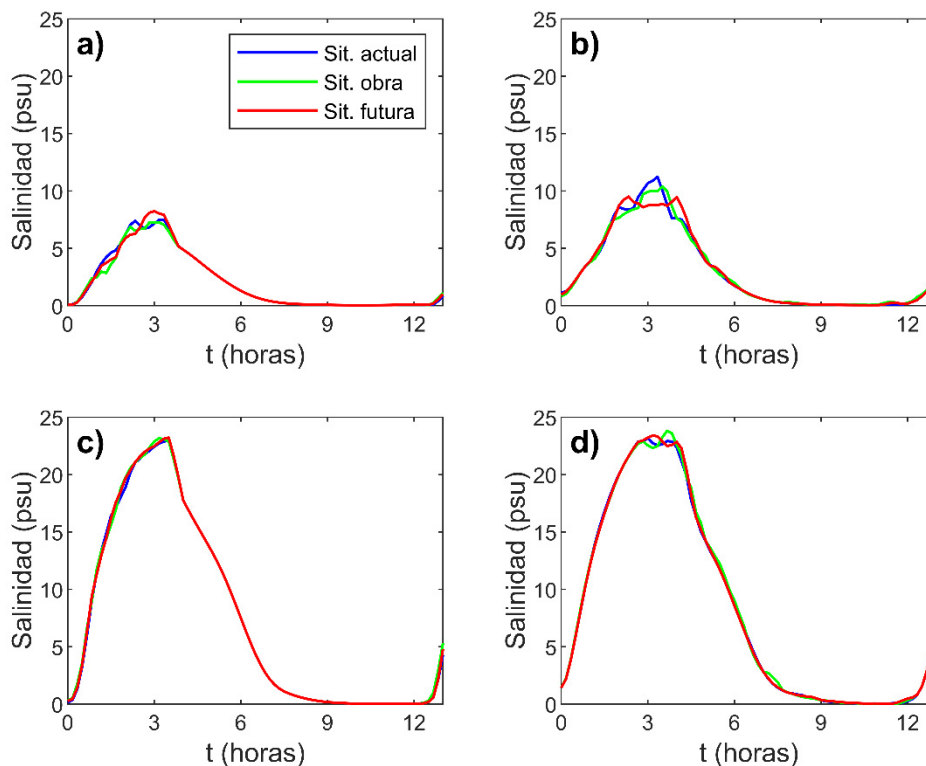 a)
Sit. actual
Sit. obra
Sit. futura
Salinidad (psu)
25
20
15
10
5
0
0 3 6 9 12
t (horas)
b)
Salinidad (psu)
25
20
15
10
5
0
0 3 6 9 12
t (horas)
c)
Salinidad (psu)
25
20
15
10
5
0
0 3 6 9 12
t (horas)
d)
Salinidad (psu)
25
20
15
10
5
0
0 3 6 9 12
t (horas)